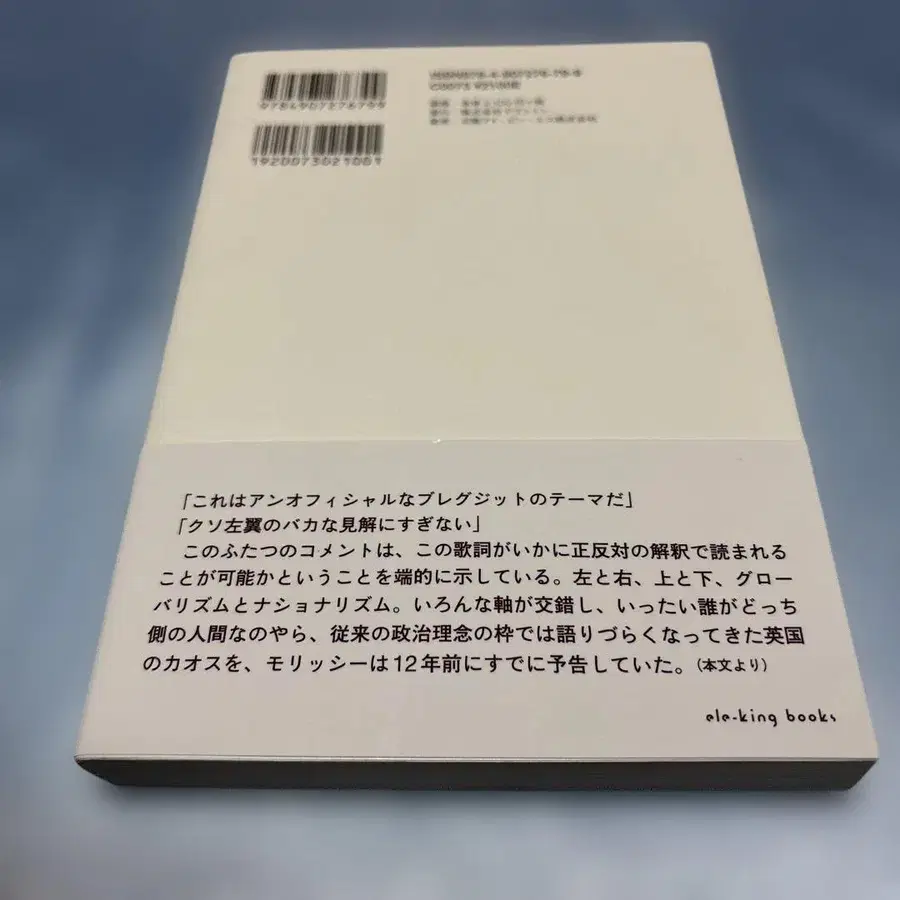 9784907276799
1920073021001
「これはアンオフィシャルなブレグジットのテーマだ」
「クソ左翼のバカな見解にすぎない」
このふたつのコメントは、この歌詞がいかに正反対の解釈で読まれる
ことが可能かということを端的に示している。左と右、上と下、グロー
バリズムとナショナリズム。いろんな軸が交錯し、いったい誰がどっち
側の人間なのやら、従来の政治理念の枠では語りづらくなってきた英国
のカオスを、モリッシーは12年前にすでに予告していた。(本文より)
ele-king books